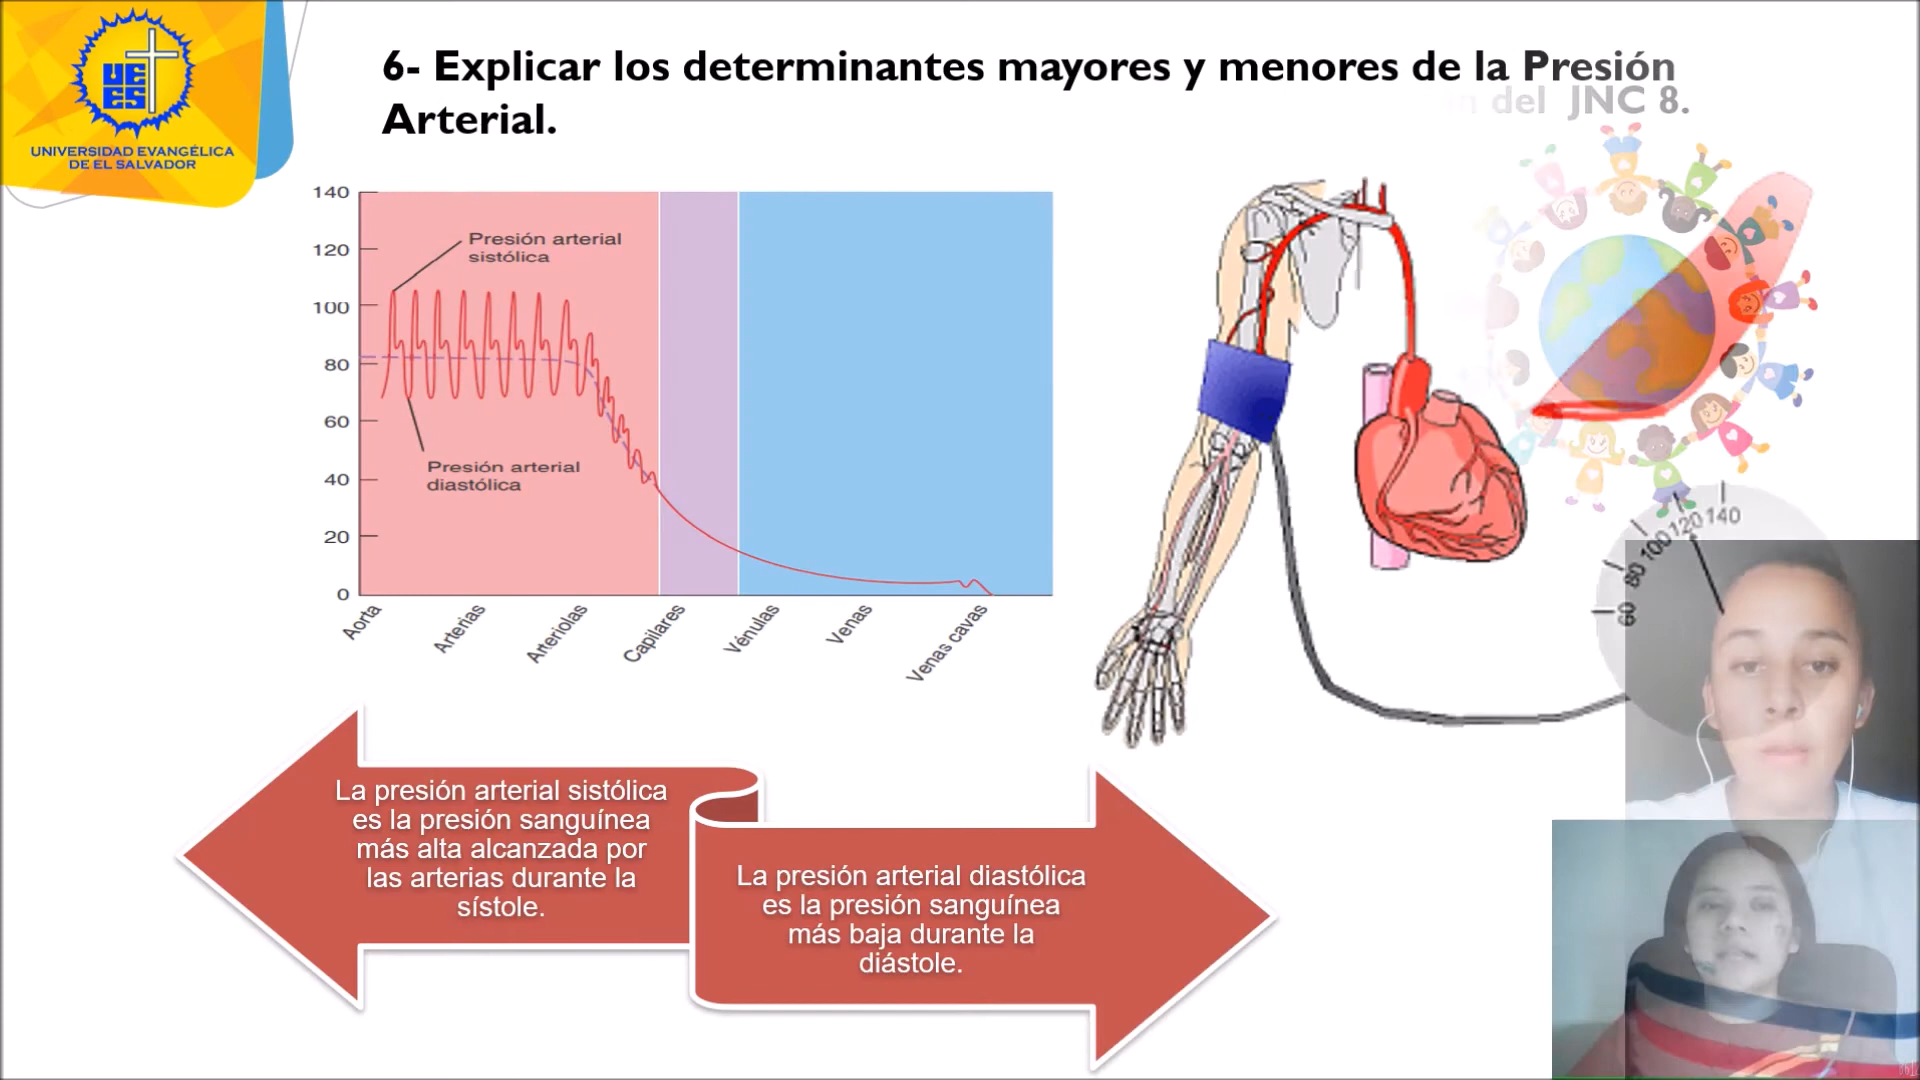 UE
ES
UNIVERSIDAD EVANGÉLICA
DE EL SALVADOR
6- Explicar los determinantes mayores y menores de la Presión
Arterial.
del JNC 8.
140
120
100
80
60
40
20
0
Presión arterial
sistólica
Presión arterial
diastólica
Aorta
Arterias
Arteriolas
Capilares
Vénulas
Venas
Venas cavas
60
80
100
120
140
La presión arterial sistólica
es la presión sanguínea
más alta alcanzada por
las arterias durante la
sístole.
La presión arterial diastólica
es la presión sanguínea
más baja durante la
diástole.